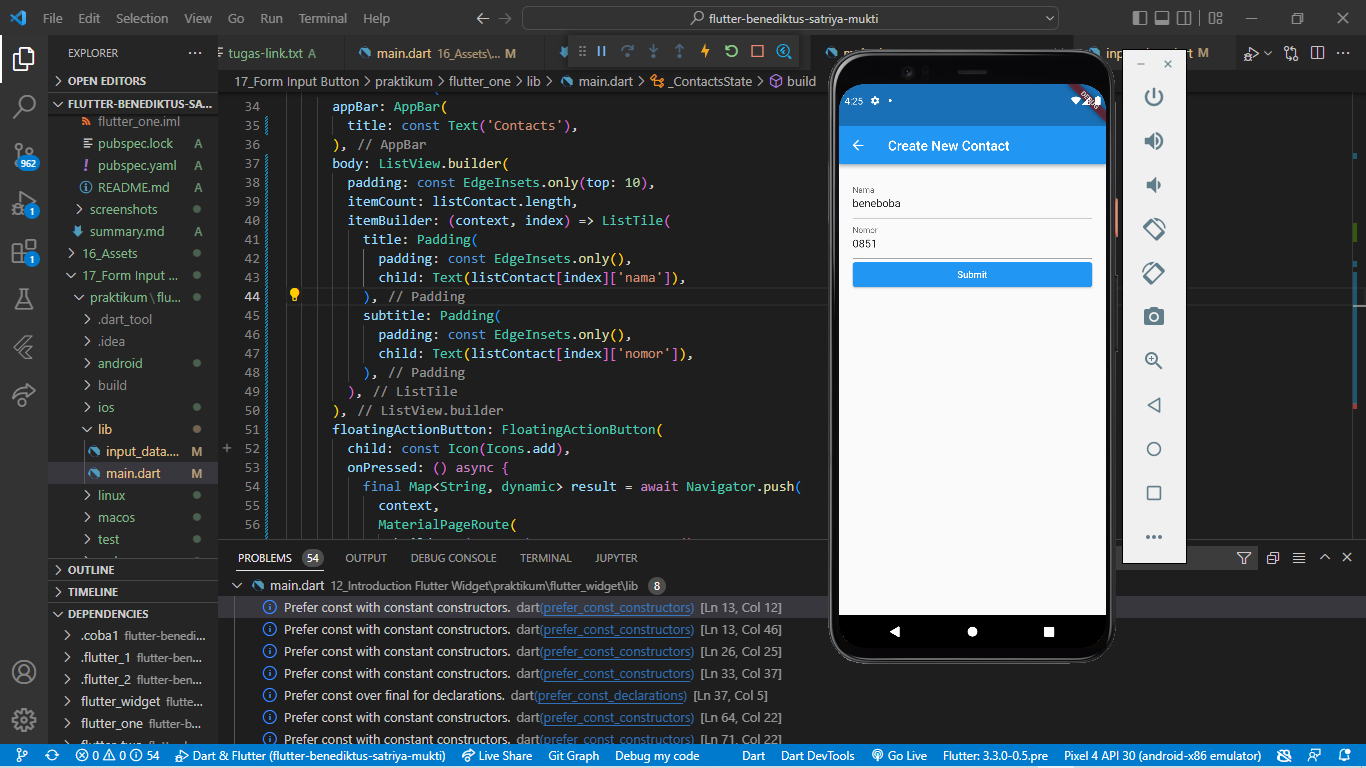 File Edit Selection View Go Run Terminal Help
flutter-benediktus-satriya-mukti
EXPLORER
OPEN EDITORS
FLUTTER-BENEDIKTUS-SA...
flutter_one.iml
pubspec.lock A
pubspec.yaml A
README.md A
screenshots
summary.md A
16_Assets
17_Form Input ...
praktikum \ flu...
.dart_tool
.idea
android
build
ios
lib
input_data.... M
main.dart M
linux
macos
test
OUTLINE
TIMELINE
DEPENDENCIES
.coba1 flutter-benedi...
.flutter_1 flutter-ben...
.flutter_2 flutter-ben...
flutter_widget flutte...
flutter_one flutter-b...
962
1
1
tugas-link.txt A
main.dart 16_Assets\... M
M
17_Form Input Button > praktikum > flutter_one > lib > main.dart > _ContactsState > build
34 appBar: AppBar(
35 title: const Text('Contacts'),
36 ), // AppBar
37 body: ListView.builder(
38 padding: const EdgeInsets.only(top: 10),
39 itemCount: listContact.length,
40 itemBuilder: (context, index) => ListTile(
41 title: Padding(
42 padding: const EdgeInsets.only(),
43 child: Text(listContact[index]['nama']),
44 ), // Padding
45 subtitle: Padding(
46 padding: const EdgeInsets.only(),
47 child: Text(listContact[index]['nomor']),
48 ), // Padding
49 ), // ListTile
50 ), // ListView.builder
51 floatingActionButton: FloatingActionButton(
52 child: const Icon(Icons.add),
53 onPressed: () async {
54 final Map<String, dynamic> result = await Navigator.push(
55 context,
56 MaterialPageRoute(
4:25
DEBUG
Create New Contact
Nama
beneboba
Nomor
0851
Submit
PROBLEMS 54 OUTPUT DEBUG CONSOLE TERMINAL JUPYTER
main.dart 12_Introduction Flutter Widget\praktikum\flutter_widget\lib 8
Prefer const with constant constructors. dart(prefer_const_constructors) [Ln 13, Col 12]
Prefer const with constant constructors. dart(prefer_const_constructors) [Ln 13, Col 46]
Prefer const with constant constructors. dart(prefer_const_constructors) [Ln 26, Col 25]
Prefer const with constant constructors. dart(prefer_const_constructors) [Ln 33, Col 37]
Prefer const over final for declarations. dart(prefer_const_declarations) [Ln 37, Col 5]
Prefer const with constant constructors. dart(prefer_const_constructors) [Ln 64, Col 22]
Prefer const with constant constructors. dart(prefer_const_constructors) [Ln 71, Col 22]
0 0 54 Dart & Flutter (flutter-benediktus-satriya-mukti) Live Share Git Graph Debug my code Dart Dart DevTools Go Live Flutter: 3.3.0-0.5.pre Pixel 4 API 30 (android-x86 emulator)